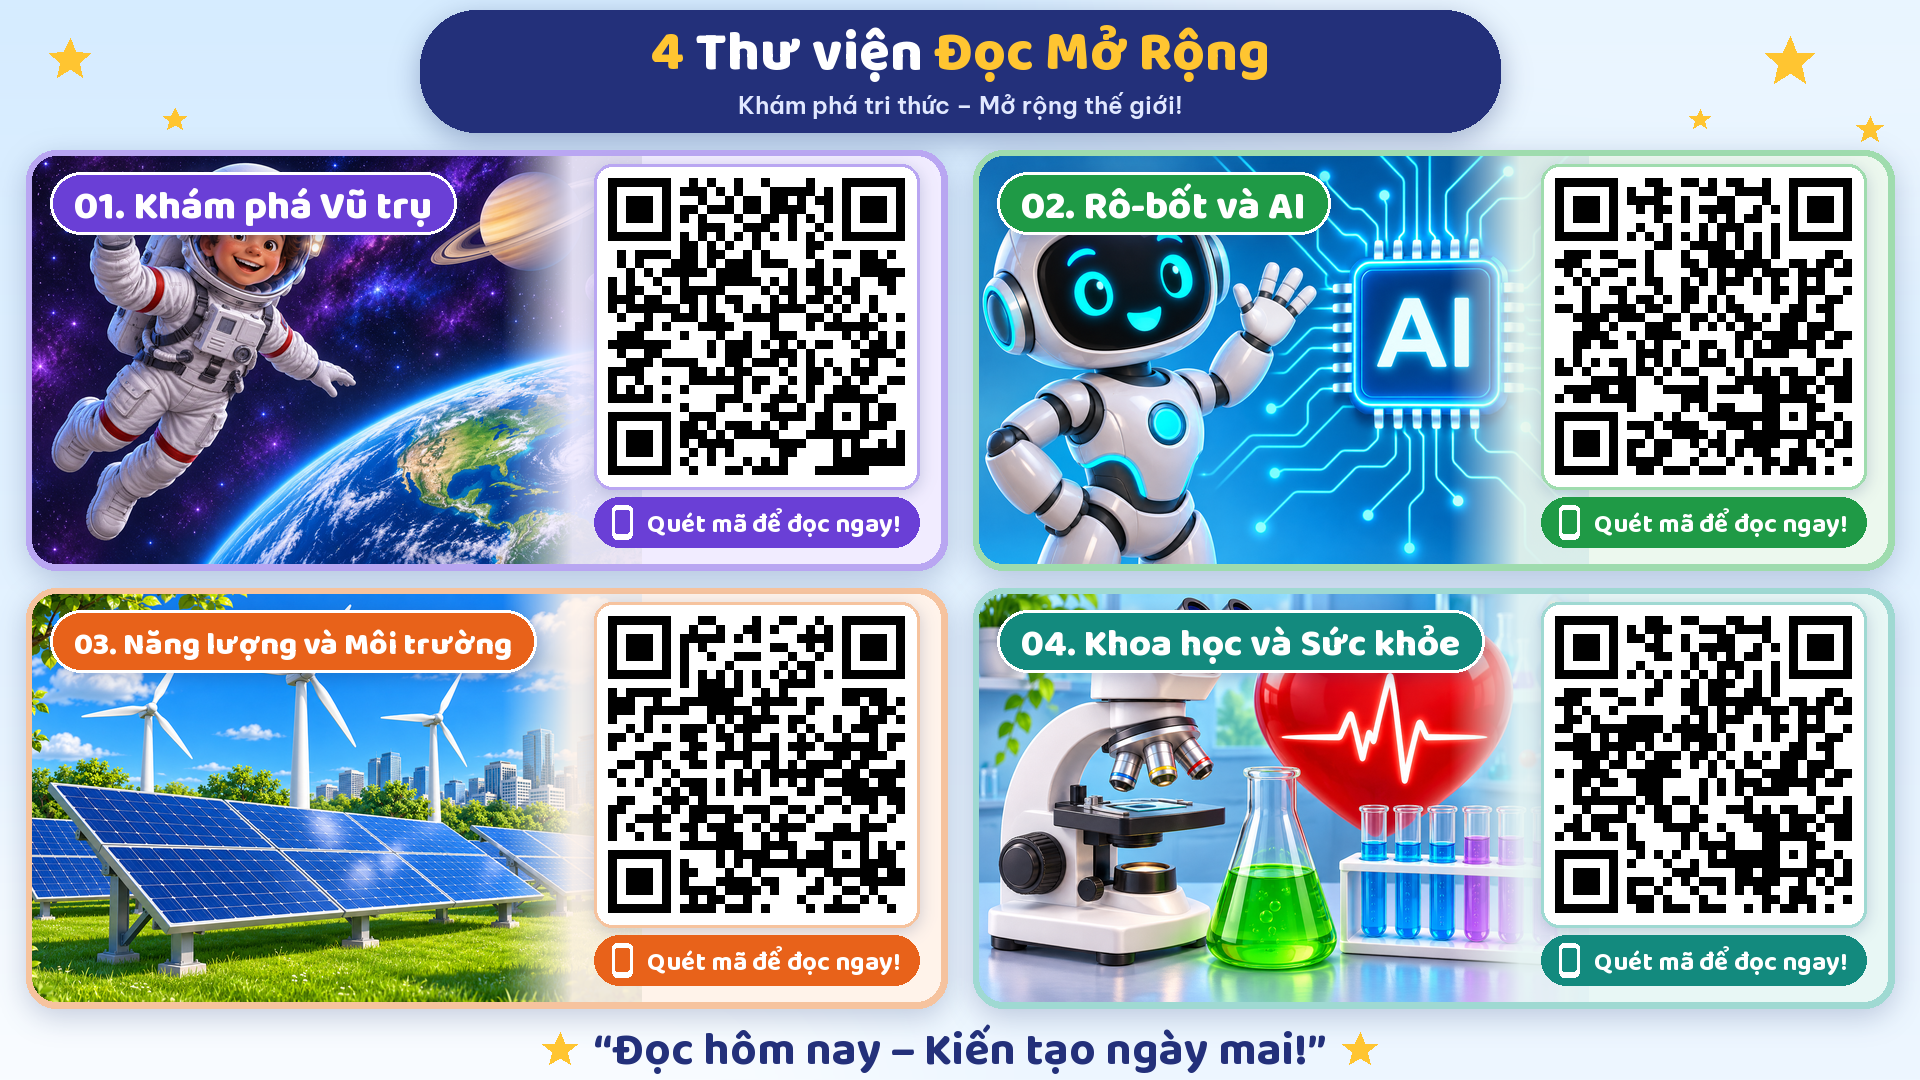 4 Thư viện Đọc Mở Rộng
Khám phá tri thức – Mở rộng thế giới!
01. Khám phá Vũ trụ
Quét mã để đọc ngay!
02. Rô-bốt và AI
AI
Quét mã để đọc ngay!
03. Năng lượng và Môi trường
Quét mã để đọc ngay!
04. Khoa học và Sức khỏe
Quét mã để đọc ngay!
“Đọc hôm nay – Kiến tạo ngày mai!”